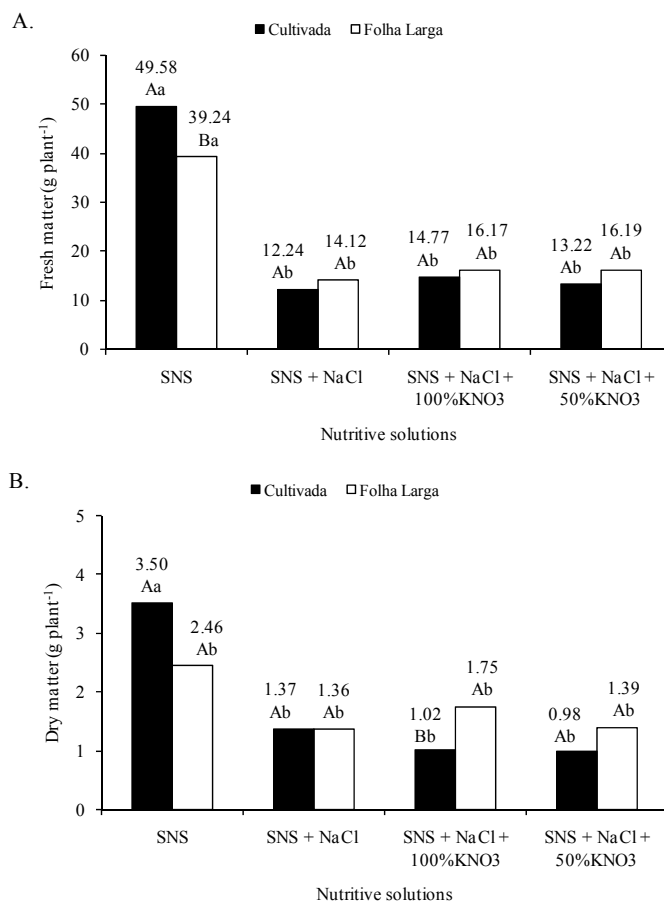 A.
Cultivada Folha Larga
Fresh matter (g plant-1)
60
50
40
30
20
10
0
49.58
Aa
39.24
Ba
12.24
Ab
14.12
Ab
14.77
Ab
16.17
Ab
13.22
Ab
16.19
Ab
SNS
SNS + NaCl
SNS + NaCl +
100%KNO3
SNS + NaCl +
50%KNO3
Nutritive solutions
B.
Cultivada Folha Larga
Dry matter (g plant-1)
5
4
3
2
1
0
3.50
Aa
2.46
Ab
1.37
Ab
1.36
Ab
1.02
Bb
1.75
Ab
0.98
Ab
1.39
Ab
SNS
SNS + NaCl
SNS + NaCl +
100%KNO3
SNS + NaCl +
50%KNO3
Nutritive solutions